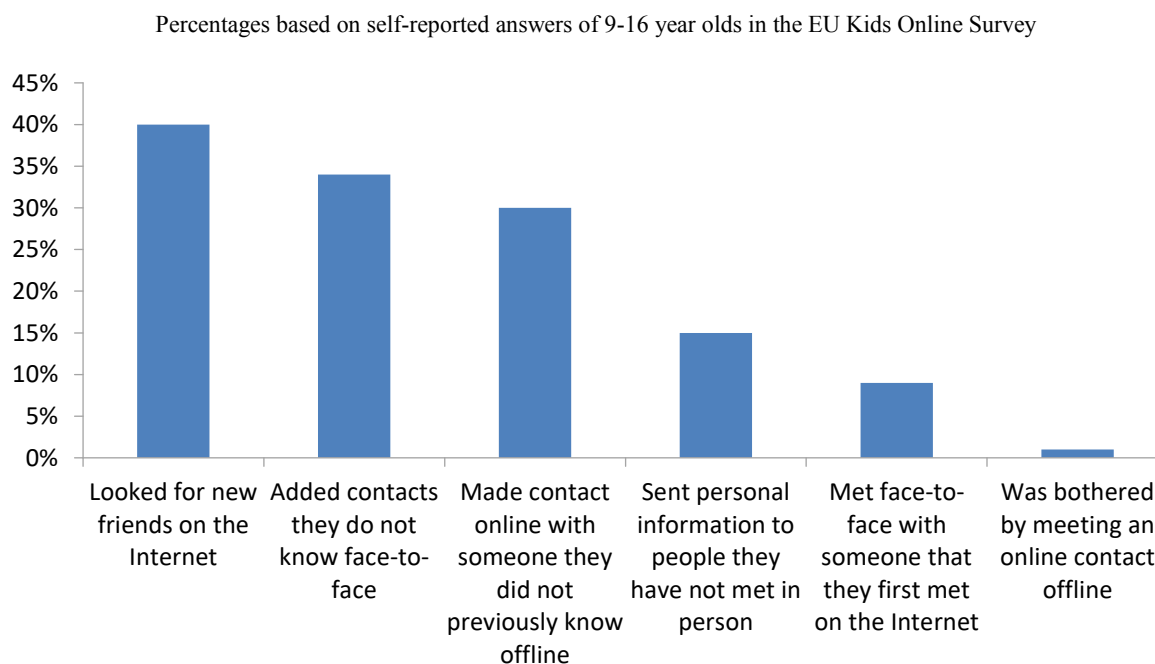 Percentages based on self-reported answers of 9-16 year olds in the EU Kids Online Survey
45%
40%
35%
30%
25%
20%
15%
10%
5%
0%
Looked for new
friends on the
Internet
Added contacts
they do not
know face-to-
face
Made contact
online with
someone they
did not
previously know
offline
Sent personal
information to
people they
have not met in
person
Met face-to-
face with
someone that
they first met
on the Internet
Was bothered
by meeting an
online contact
offline